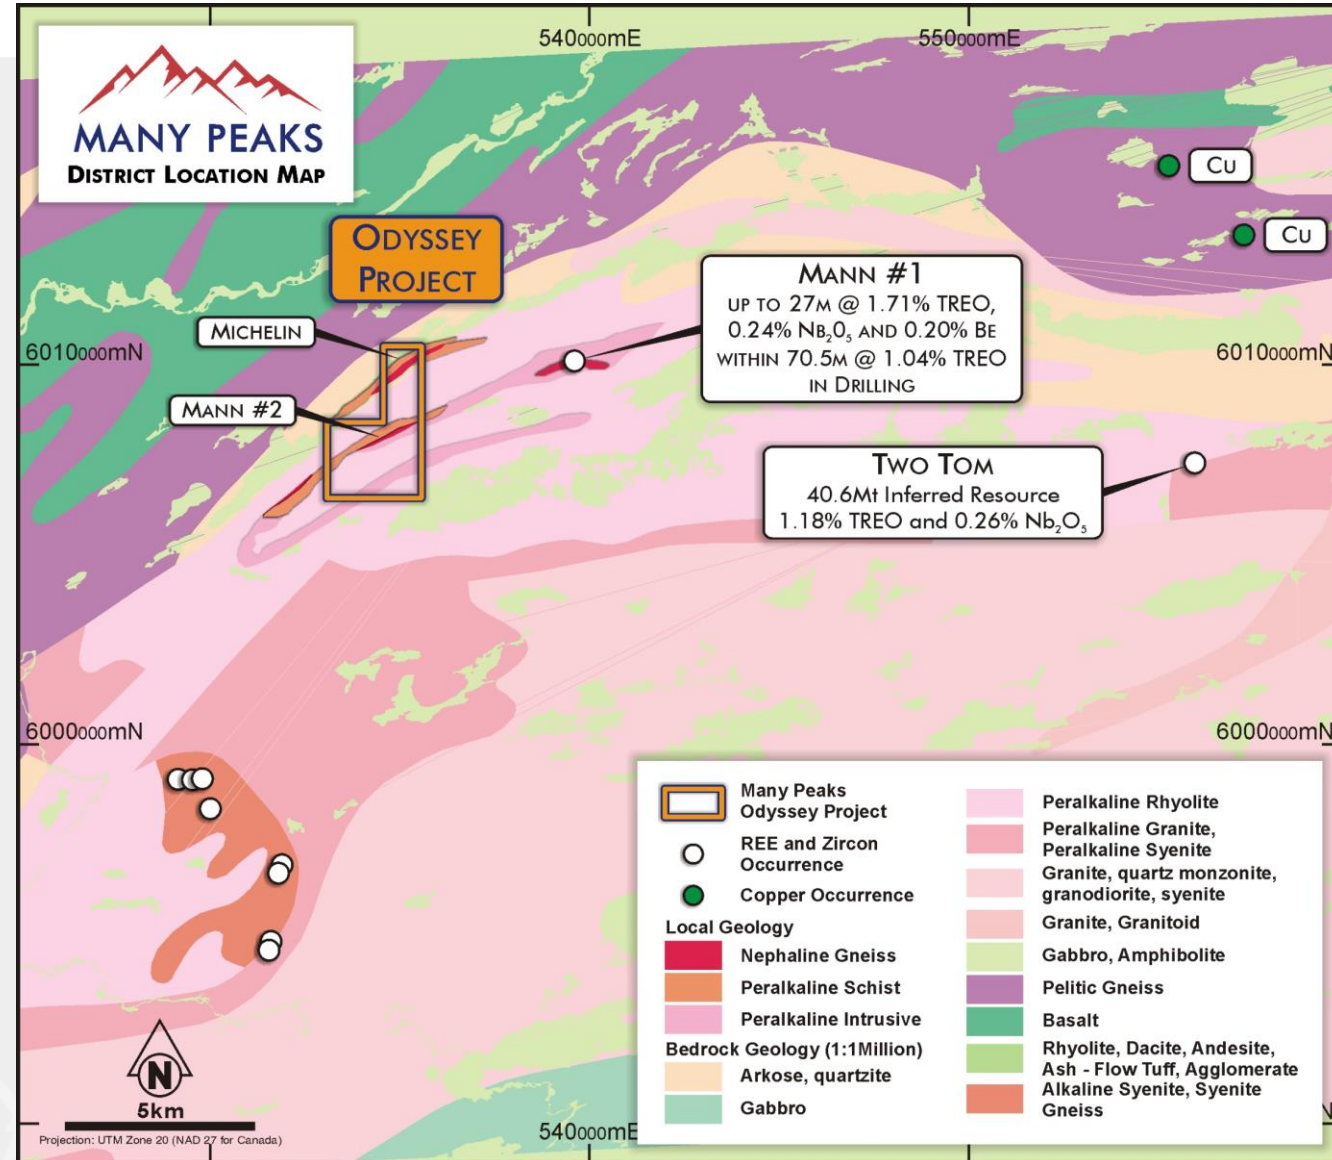 540000mE
550000mE
MANY PEAKS
DISTRICT LOCATION MAP
Cu
Cu
ODYSSEY
PROJECT
MANN #1
UP TO 27M @ 1.71% TREO,
0.24% NB₂0₅ AND 0.20% BE
WITHIN 70.5M @ 1.04% TREO
IN DRILLING
MICHELIN
6010000mN
6010000mN
MANN #2
TWO TOM
40.6Mt Inferred Resource
1.18% TREO and 0.26% Nb₂O₅
6000000mN
6000000mN
Many Peaks
Odyssey Project
REE and Zircon
Occurrence
Copper Occurrence
Local Geology
Nephaline Gneiss
Peralkaline Schist
Peralkaline Intrusive
Bedrock Geology (1:1Million)
Arkose, quartzite
Gabbro
Peralkaline Rhyolite
Peralkaline Granite,
Peralkaline Syenite
Granite, quartz monzonite,
granodiorite, syenite
Granite, Granitoid
Gabbro, Amphibolite
Pelitic Gneiss
Basalt
Rhyolite, Dacite, Andesite,
Ash - Flow Tuff, Agglomerate
Alkaline Syenite, Syenite
Gneiss
N
5km
Projection: UTM Zone 20 (NAD 27 for Canada)
540000mE